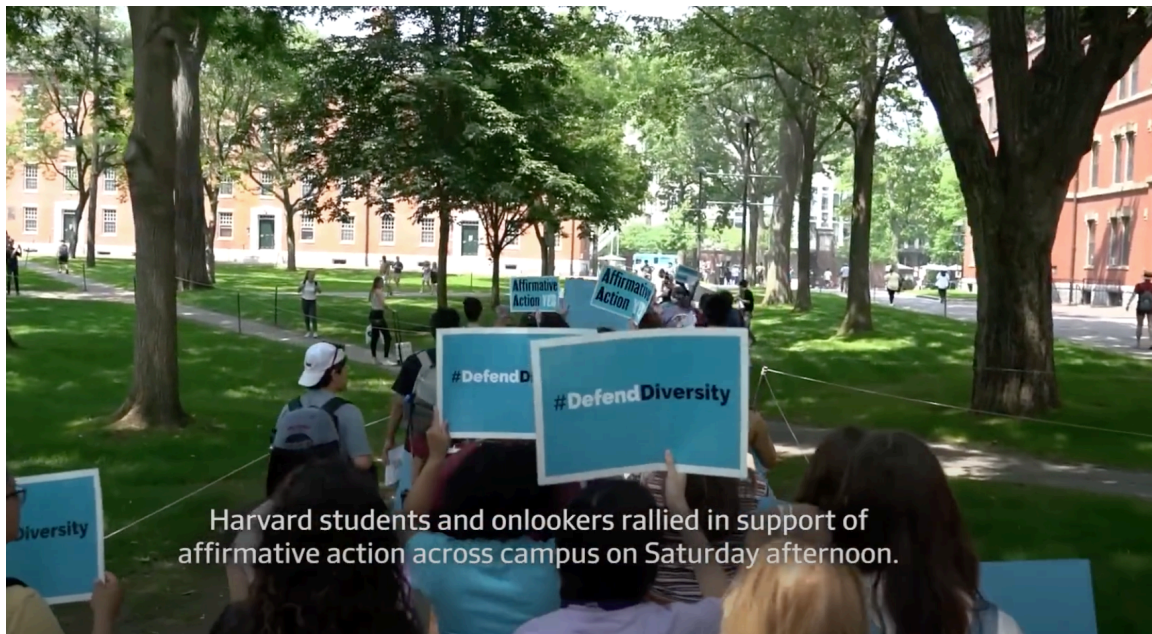 Affirmative
Action YES
Affirmative
Action
#DefendD
#DefendDiversity
Diversity
Harvard students and onlookers rallied in support of
affirmative action across campus on Saturday afternoon.